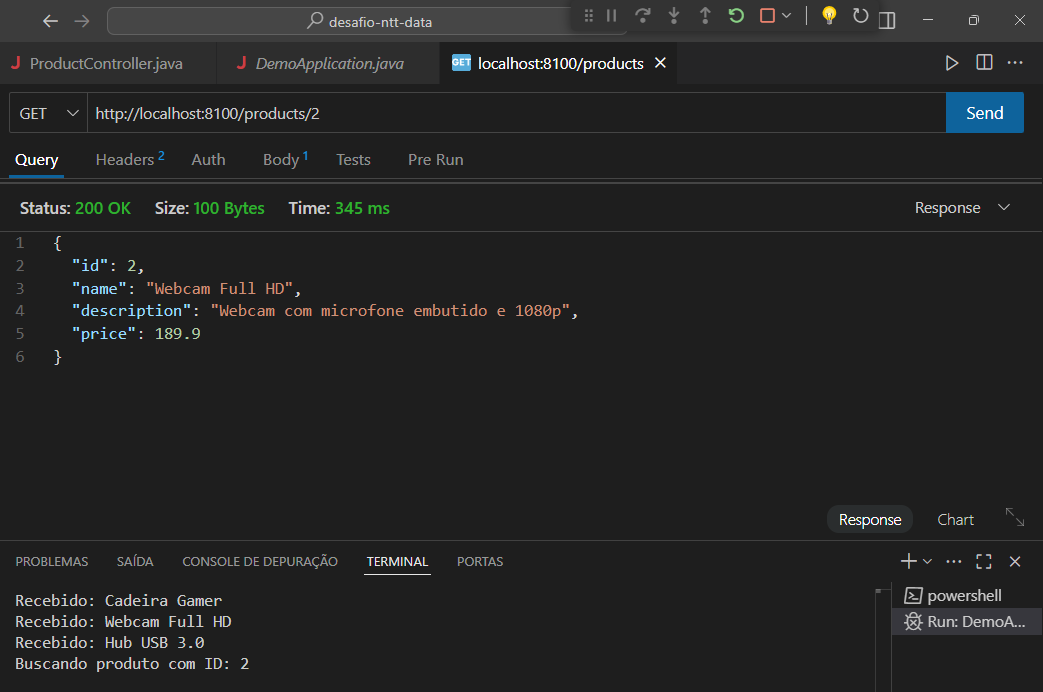 desafio-ntt-data
J ProductController.java
J DemoApplication.java
GET localhost:8100/products
GET
http://localhost:8100/products/2
Send
Query
Headers 2
Auth
Body 1
Tests
Pre Run
Status: 200 OK
Size: 100 Bytes
Time: 345 ms
Response
1 {
2 "id": 2,
3 "name": "Webcam Full HD",
4 "description": "Webcam com microfone embutido e 1080p",
5 "price": 189.9
6 }
Response
Chart
PROBLEMAS
SAÍDA
CONSOLE DE DEPURAÇÃO
TERMINAL
PORTAS
Recebido: Cadeira Gamer
Recebido: Webcam Full HD
Recebido: Hub USB 3.0
Buscando produto com ID: 2
powershell
Run: DemoA...